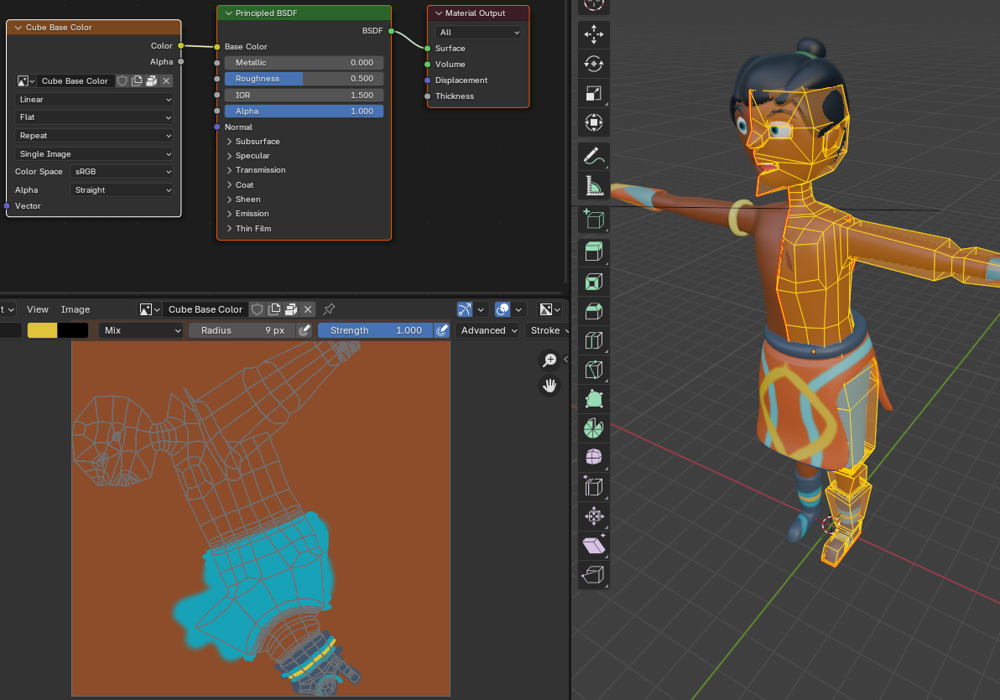 Cube Base Color
Color
Alpha
Cube Base Color
Linear
Flat
Repeat
Single Image
Color Space sRGB
Alpha Straight
Vector
Principled BSDF
BSDF
Base Color
Metallic 0.000
Roughness 0.500
IOR 1.500
Alpha 1.000
Normal
Subsurface
Specular
Transmission
Coat
Sheen
Emission
Thin Film
Material Output
All
Surface
Volume
Displacement
Thickness
t View Image Cube Base Color
Mix Radius 9 px Strength 1.000 Advanced Stroke